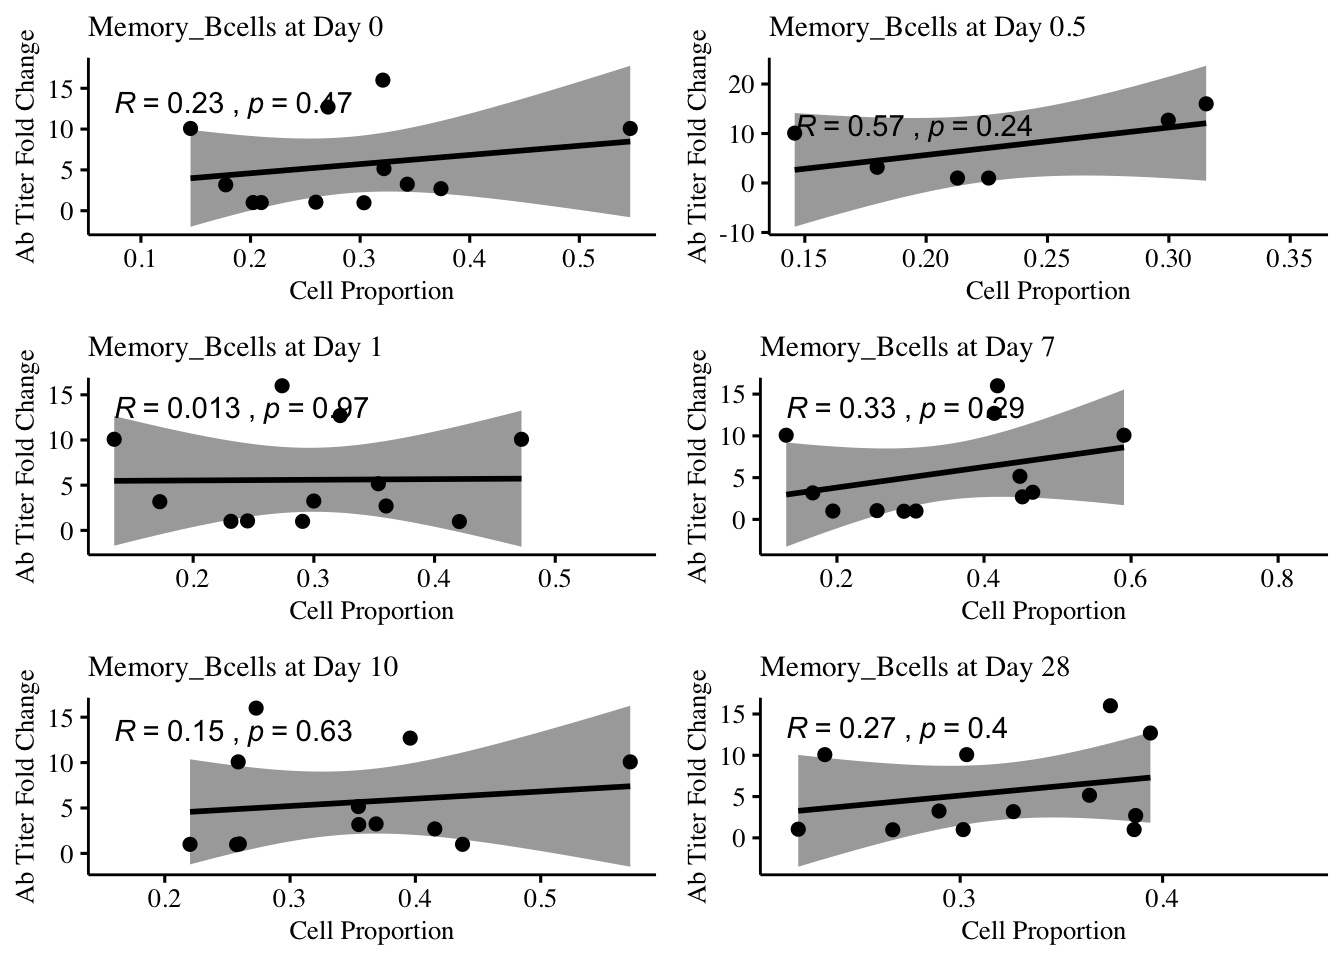 Memory_Bcells at Day 0
Ab Titer Fold Change
15
10
5
0
R = 0.23 , p = 0.47
0.1 0.2 0.3 0.4 0.5
Cell Proportion
Memory_Bcells at Day 0.5
Ab Titer Fold Change
20
10
0
-10
R = 0.57 , p = 0.24
0.15 0.20 0.25 0.30 0.35
Cell Proportion
Memory_Bcells at Day 1
Ab Titer Fold Change
15
10
5
0
R = 0.013 , p = 0.97
0.2 0.3 0.4 0.5
Cell Proportion
Memory_Bcells at Day 7
Ab Titer Fold Change
15
10
5
0
R = 0.33 , p = 0.29
0.2 0.4 0.6 0.8
Cell Proportion
Memory_Bcells at Day 10
Ab Titer Fold Change
15
10
5
0
R = 0.15 , p = 0.63
0.2 0.3 0.4 0.5
Cell Proportion
Memory_Bcells at Day 28
Ab Titer Fold Change
15
10
5
0
R = 0.27 , p = 0.4
0.3 0.4
Cell Proportion